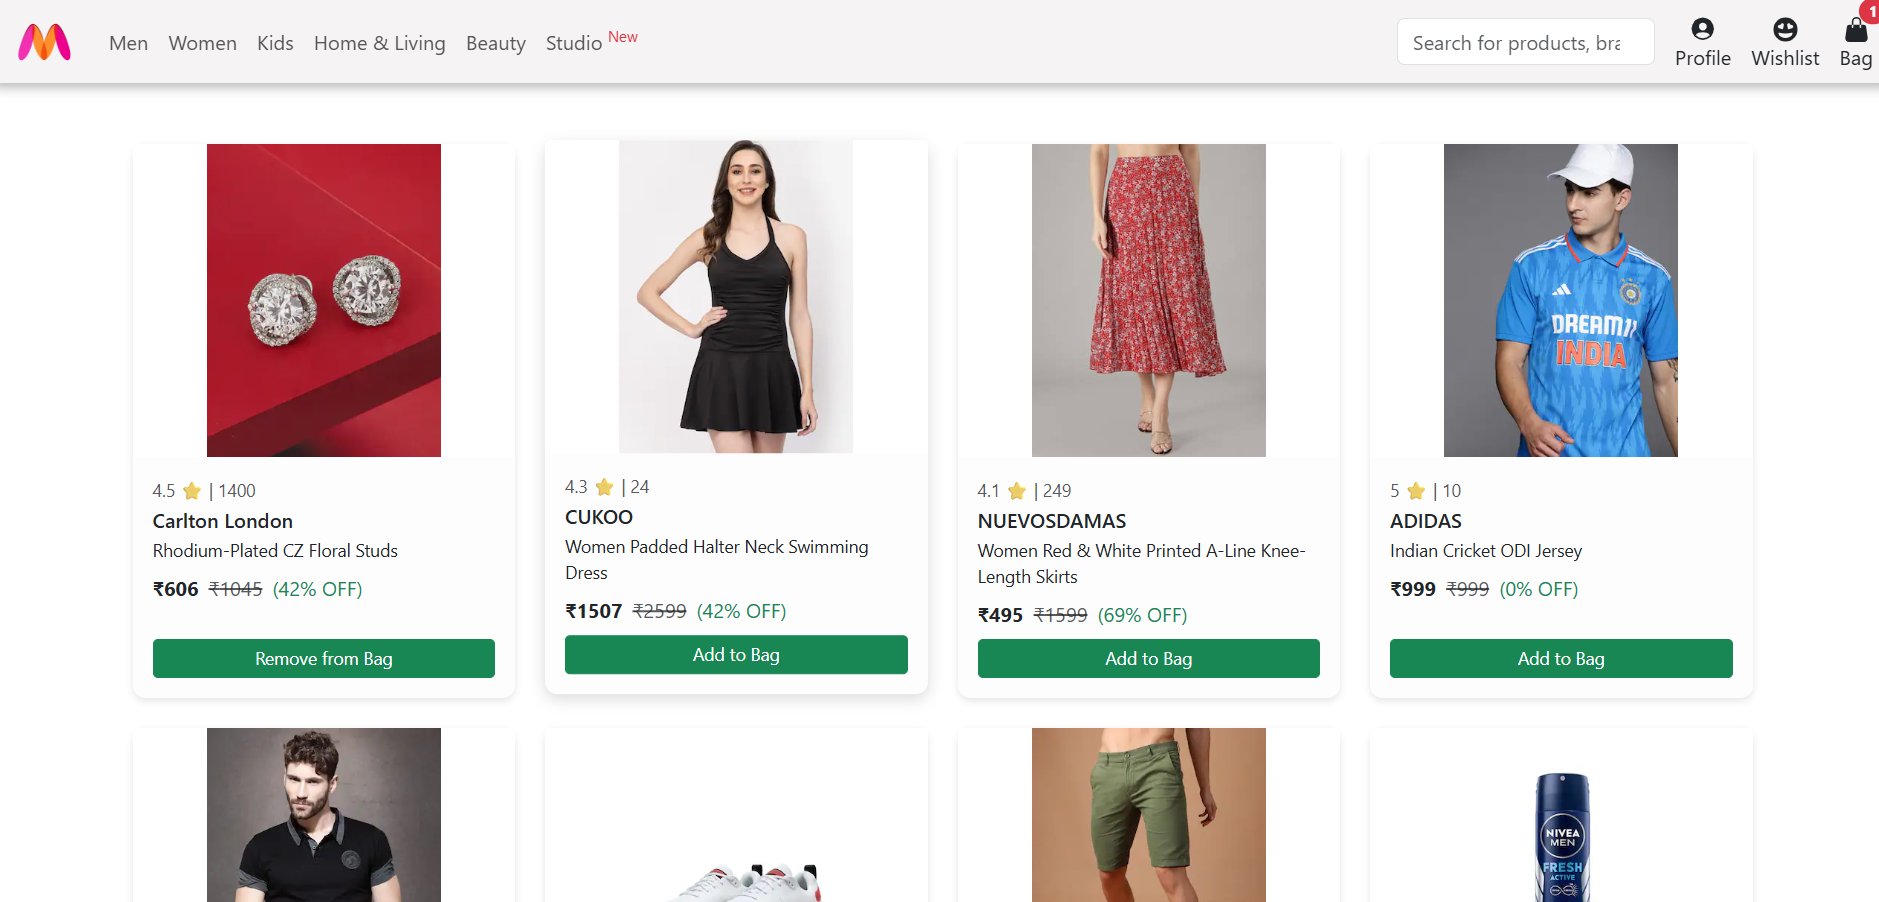 Men Women Kids Home & Living Beauty Studio New
Search for products, bra
Profile Wishlist Bag 1
4.5 | 1400
Carlton London
Rhodium-Plated CZ Floral Studs
₹606 ₹1045 (42% OFF)
Remove from Bag
4.3 | 24
CUKOO
Women Padded Halter Neck Swimming
Dress
₹1507 ₹2599 (42% OFF)
Add to Bag
4.1 | 249
NUEVOSDAMAS
Women Red & White Printed A-Line Knee-
Length Skirts
₹495 ₹1599 (69% OFF)
Add to Bag
DREAM11
INDIA
5 | 10
ADIDAS
Indian Cricket ODI Jersey
₹999 ₹999 (0% OFF)
Add to Bag
NIVEA
MEN
FRESH
ACTIVE